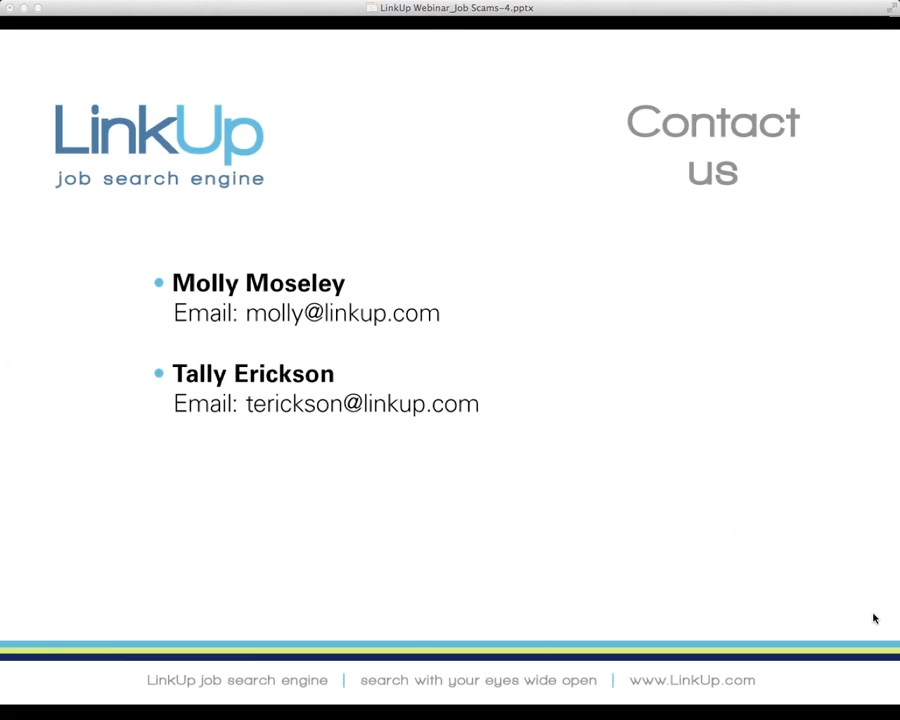 LinkUp Webinar_Job Scams-4.pptx
LinkUp
job search engine
Contact
us
• Molly Moseley
Email: molly@linkup.com
• Tally Erickson
Email: terickson@linkup.com
LinkUp job search engine | search with your eyes wide open | www.LinkUp.com